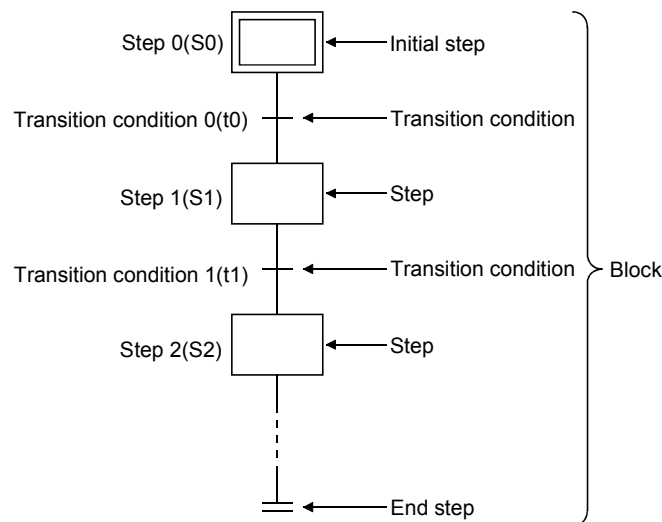 Step 0(S0)
Initial step
Transition condition 0(t0)
Transition condition
Step 1(S1)
Step
Transition condition 1(t1)
Transition condition
Block
Step 2(S2)
Step
End step